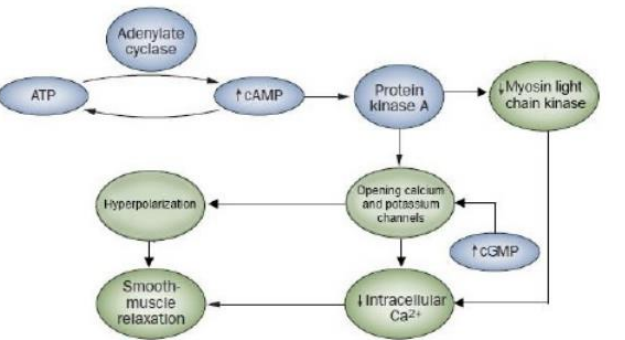 Adenylate
cyclase
ATP
↑cAMP
Protein
kinase A
↓Myosin light
chain kinase
Hyperpolarization
Opening calcium
and potassium
channels
↑cGMP
Smooth-
muscle
relaxation
↓Intracellular
Ca²⁺